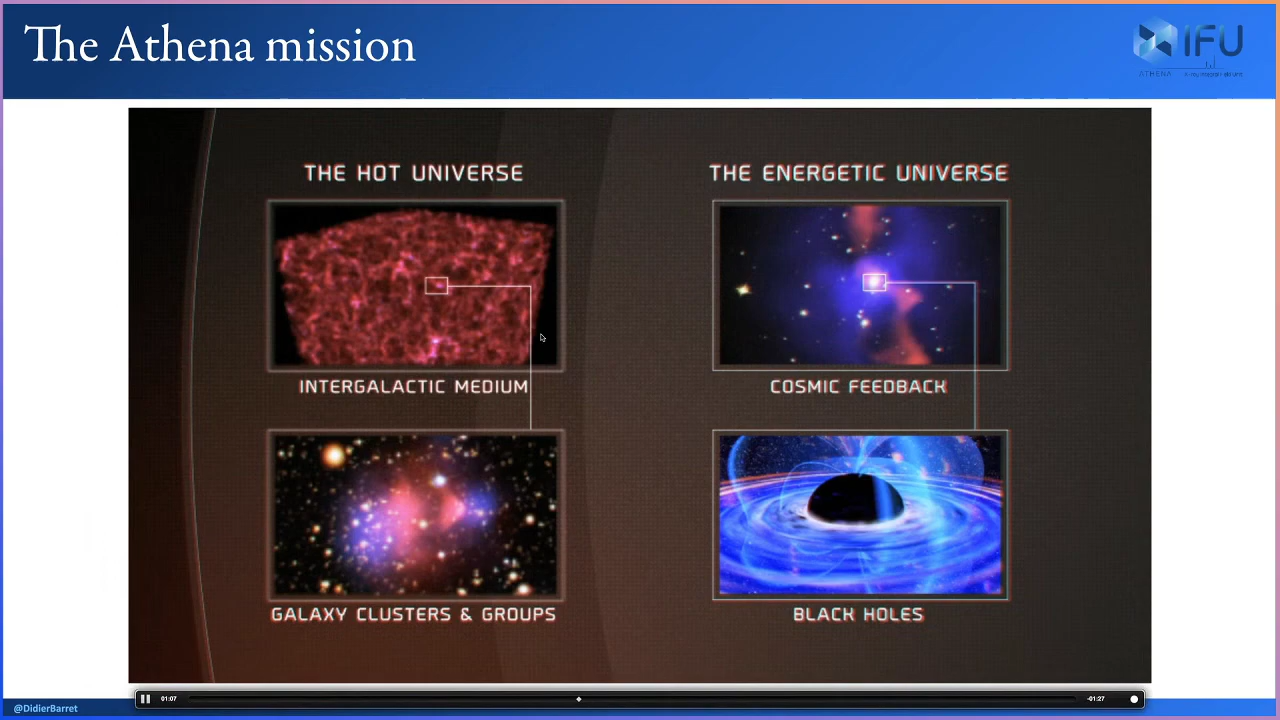 The Athena mission
IFU
ATHENA
THE HOT UNIVERSE
THE ENERGETIC UNIVERSE
INTERGALACTIC MEDIUM
COSMIC FEEDBACK
GALAXY CLUSTERS & GROUPS
BLACK HOLES
01:07
-01:27
@DidierBarret